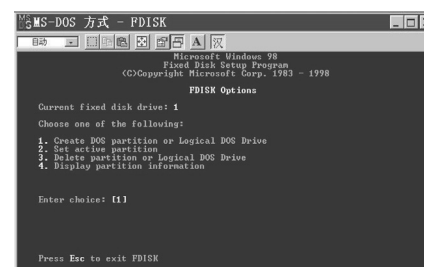 MS-DOS 方式 - FDISK
自动
A 汉
Microsoft Windows 98
Fixed Disk Setup Program
(C)Copyright Microsoft Corp. 1983 - 1998
FDISK Options
Current fixed disk drive: 1
Choose one of the following:
1. Create DOS partition or Logical DOS Drive
2. Set active partition
3. Delete partition or Logical DOS Drive
4. Display partition information
Enter choice: [1]
Press Esc to exit FDISK